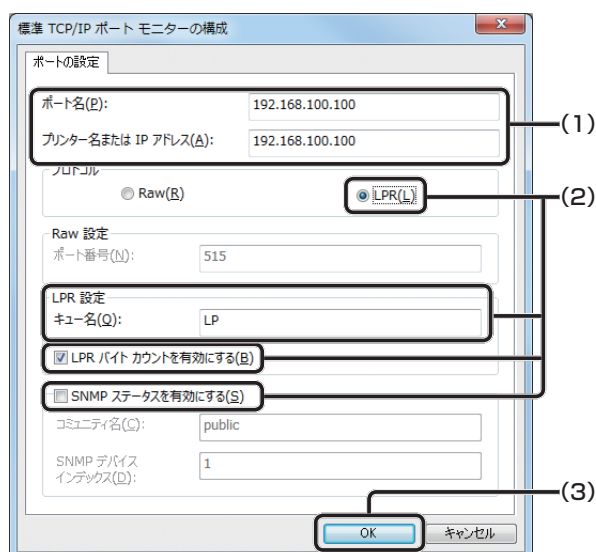 標準 TCP/IP ポート モニターの構成
ポートの設定
ポート名(P): 192.168.100.100
(1)
プリンター名または IP アドレス(A): 192.168.100.100
プロトコル
Raw(R) LPR(L)
(2)
Raw 設定
ポート番号(N): 515
LPR 設定
キュー名(Q): LP
LPR バイト カウントを有効にする(B)
SNMP ステータスを有効にする(S)
コミュニティ名(C): public
SNMP デバイス
インデックス(D): 1
(3)
OK キャンセル